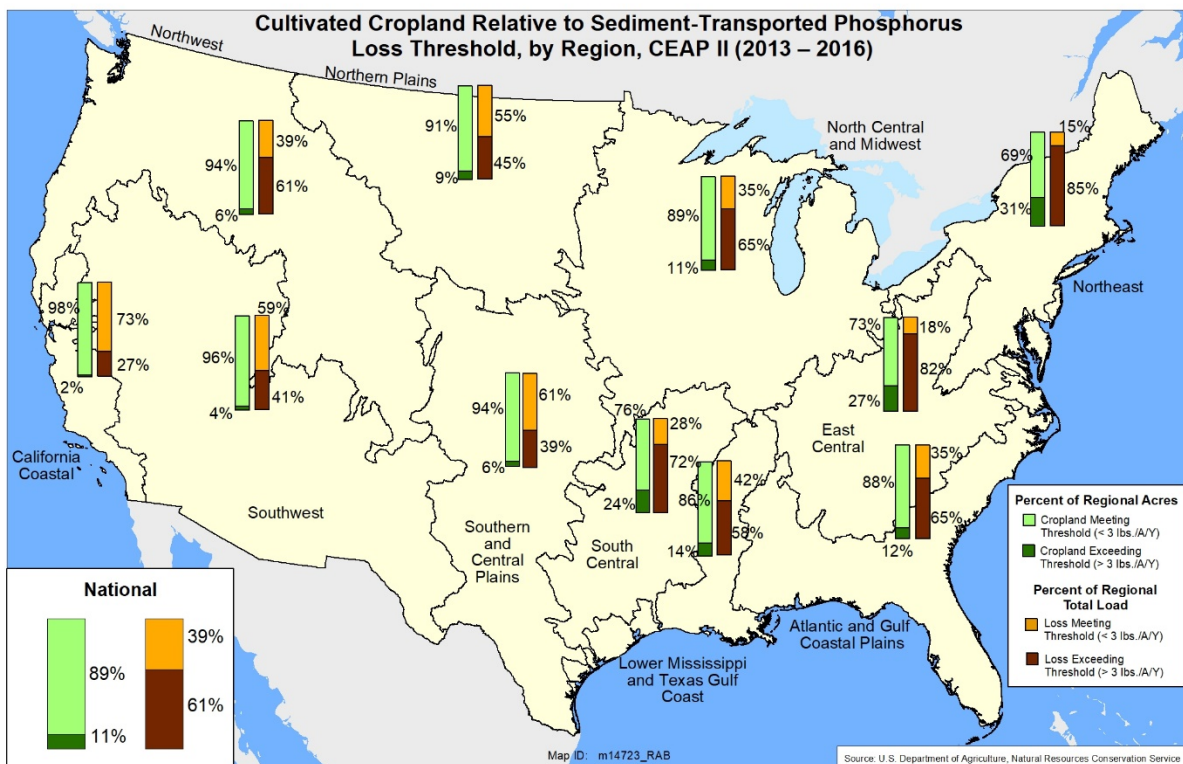 Cultivated Cropland Relative to Sediment-Transported Phosphorus
Loss Threshold, by Region, CEAP II (2013 – 2016)
Northwest
Northern Plains
91%
55%
9%
45%
94%
39%
6%
61%
North Central
and Midwest
89%
35%
11%
65%
15%
69%
85%
31%
Northeast
98%
73%
2%
27%
California
Coastal
59%
96%
4%
41%
Southwest
94%
61%
6%
39%
Southern
and
Central
Plains
76%
28%
72%
24%
South
Central
42%
86%
58%
14%
Lower Mississippi
and Texas Gulf
Coast
73%
18%
82%
27%
East
Central
35%
88%
65%
12%
Atlantic and Gulf
Coastal Plains
National
39%
89%
61%
11%
Percent of Regional Acres
Cropland Meeting
Threshold (< 3 lbs./A/Y)
Cropland Exceeding
Threshold (> 3 lbs./A/Y)
Percent of Regional
Total Load
Loss Meeting
Threshold (< 3 lbs./A/Y)
Loss Exceeding
Threshold (> 3 lbs./A/Y)
Map ID: m14723_RAB
Source: U.S. Department of Agriculture, Natural Resources Conservation Service